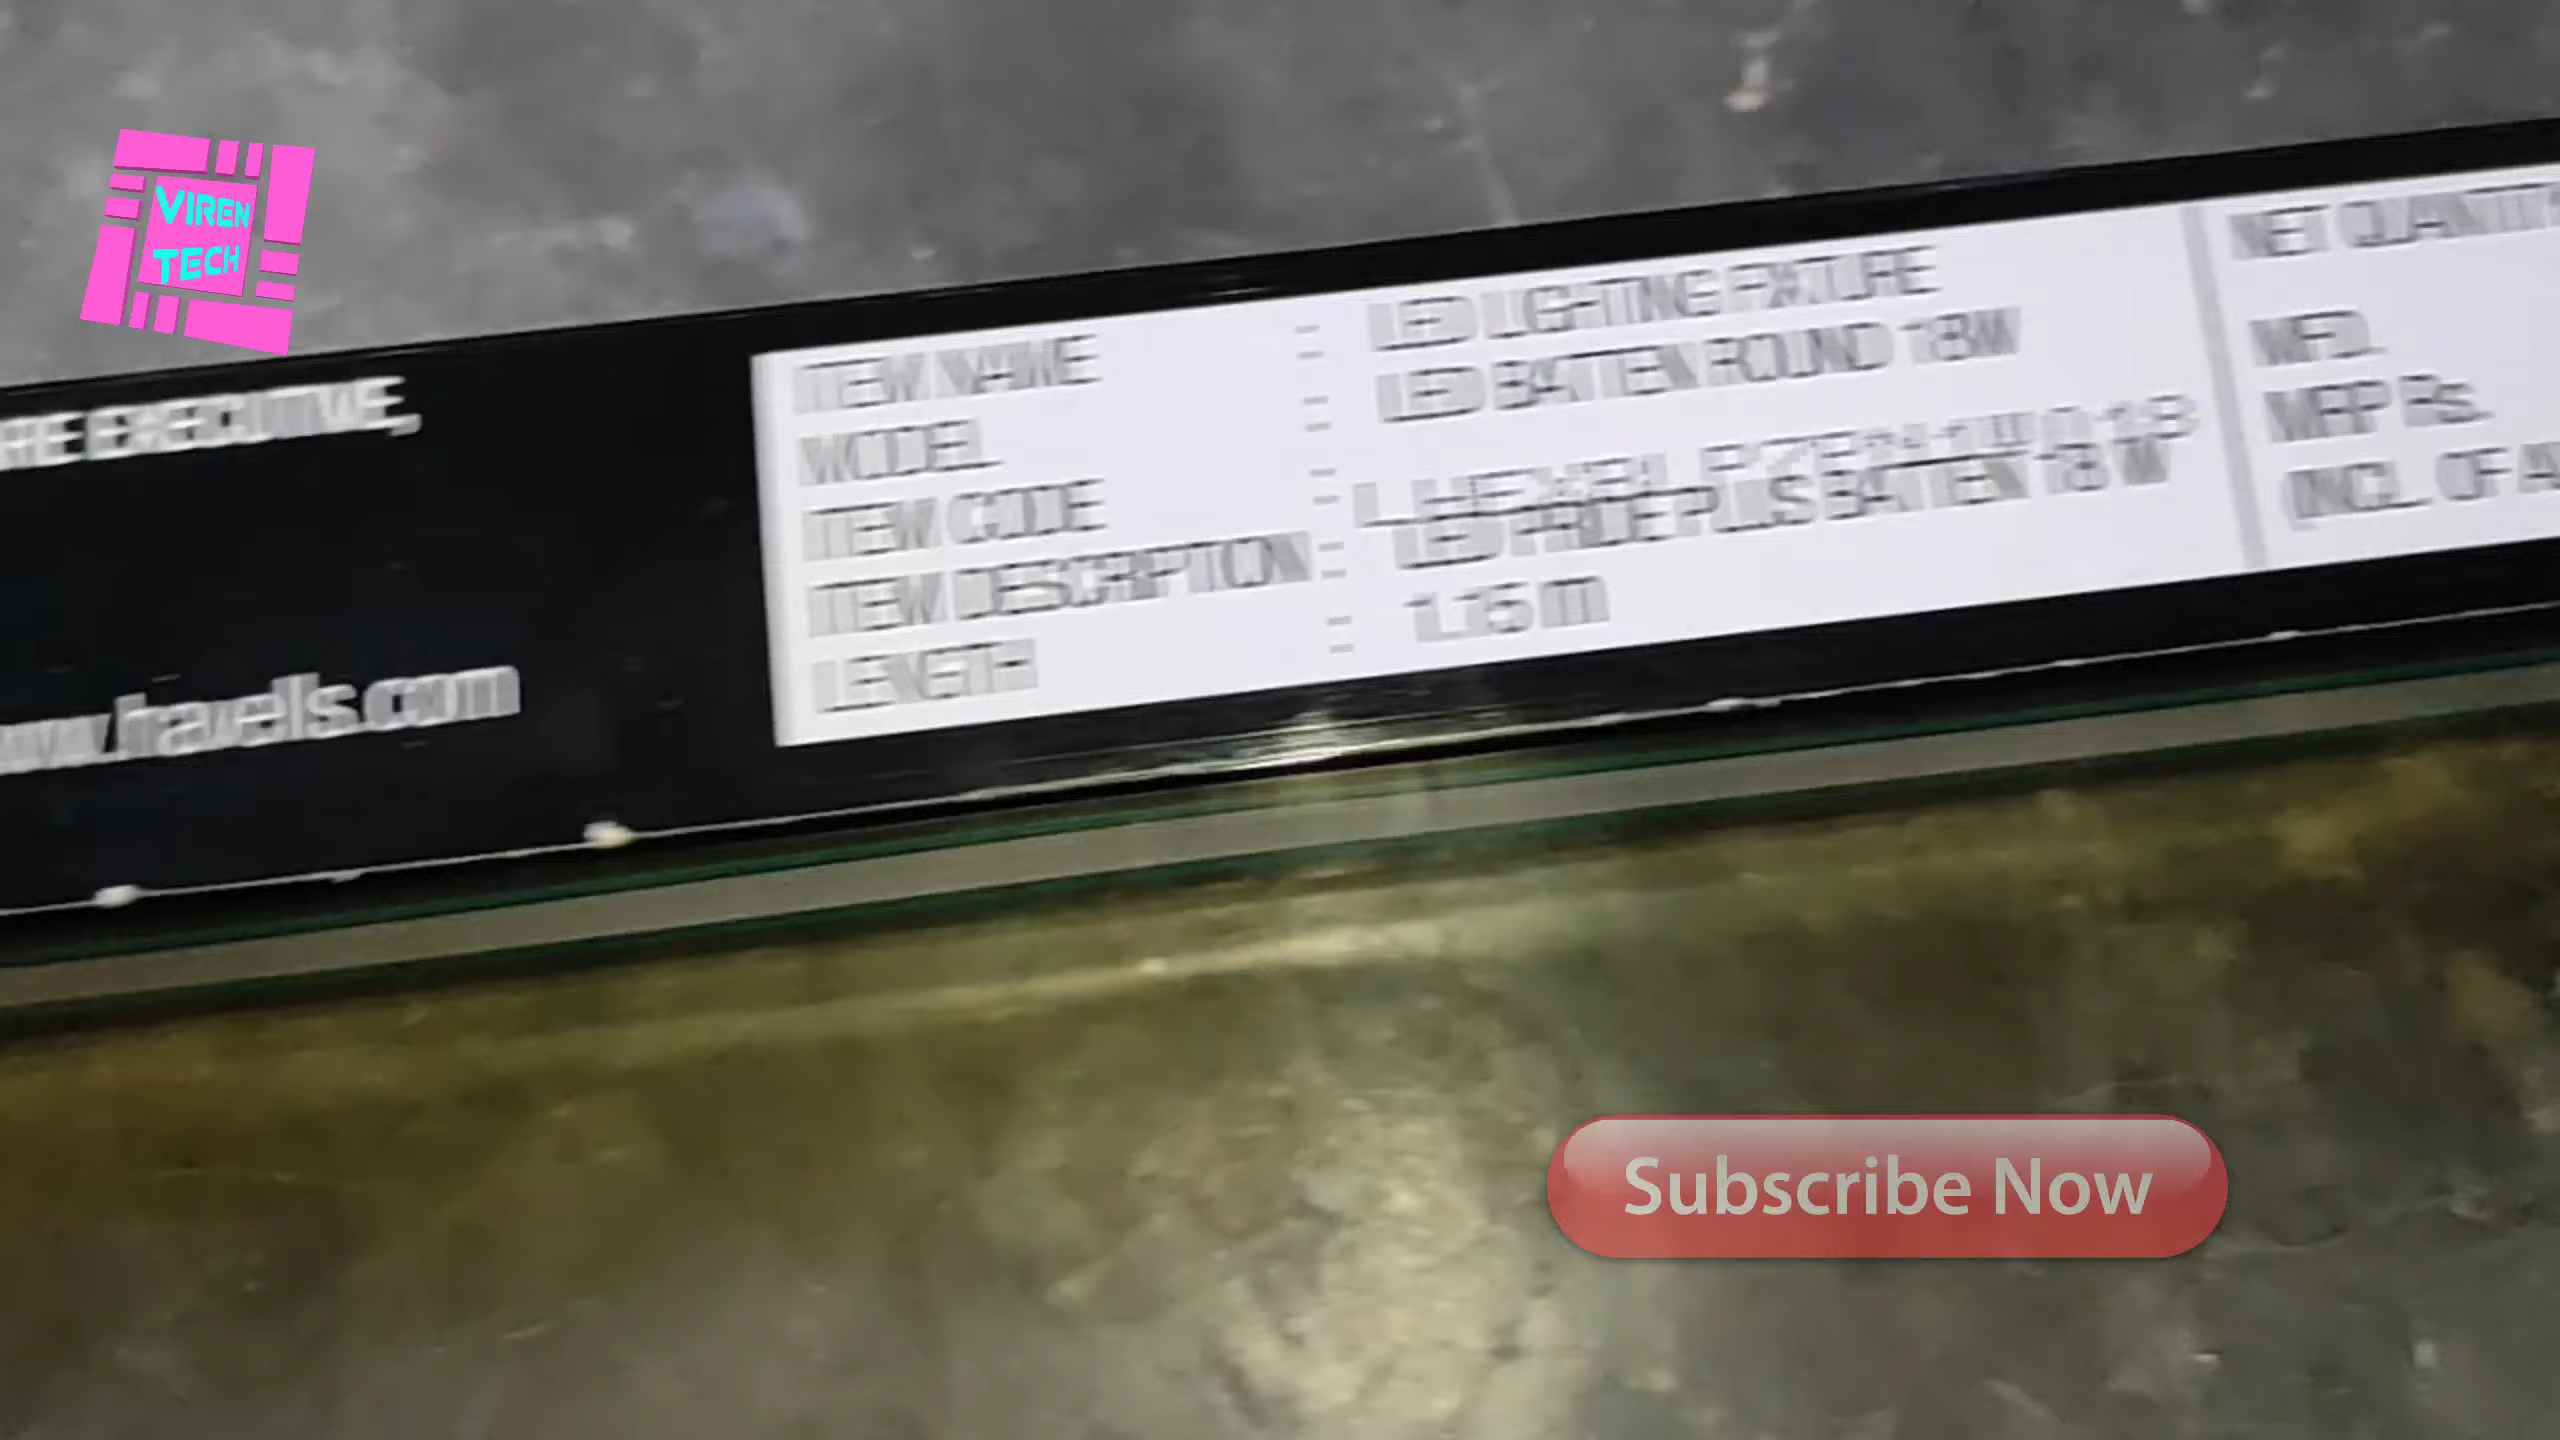 VIREN
TECH
EXECUTIVE,
www.havells.com
ITEM NAME : LED LIGHTING FIXTURE
MODEL : LED BATTEN ROUND 18W
ITEM CODE :
ITEM DESCRIPTION : LED PRIDE PLUS BATTEN 18 W
LENGTH : 1.15 m
NET QUANTITY
MFD.
MRP Rs.
(INCL. OF
Subscribe Now